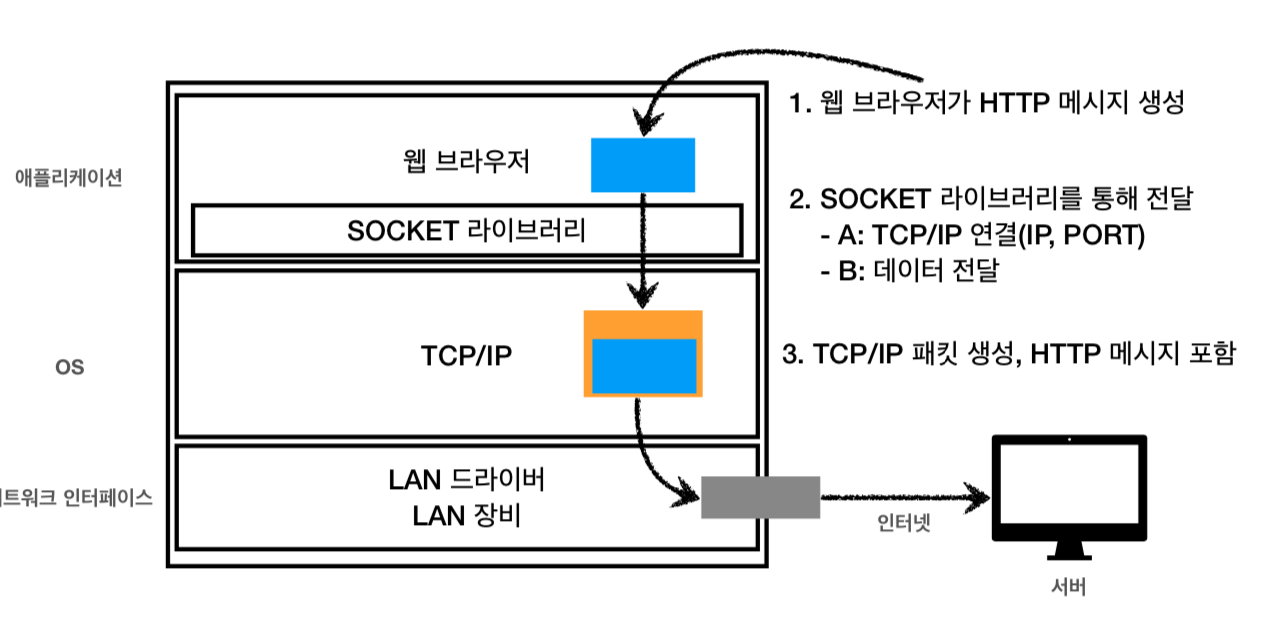 1. 웹 브라우저가 HTTP 메시지 생성
애플리케이션
웹 브라우저
SOCKET 라이브러리
2. SOCKET 라이브러리를 통해 전달
- A: TCP/IP 연결(IP, PORT)
- B: 데이터 전달
OS
TCP/IP
3. TCP/IP 패킷 생성, HTTP 메시지 포함
트워크 인터페이스
LAN 드라이버
LAN 장비
인터넷
서버